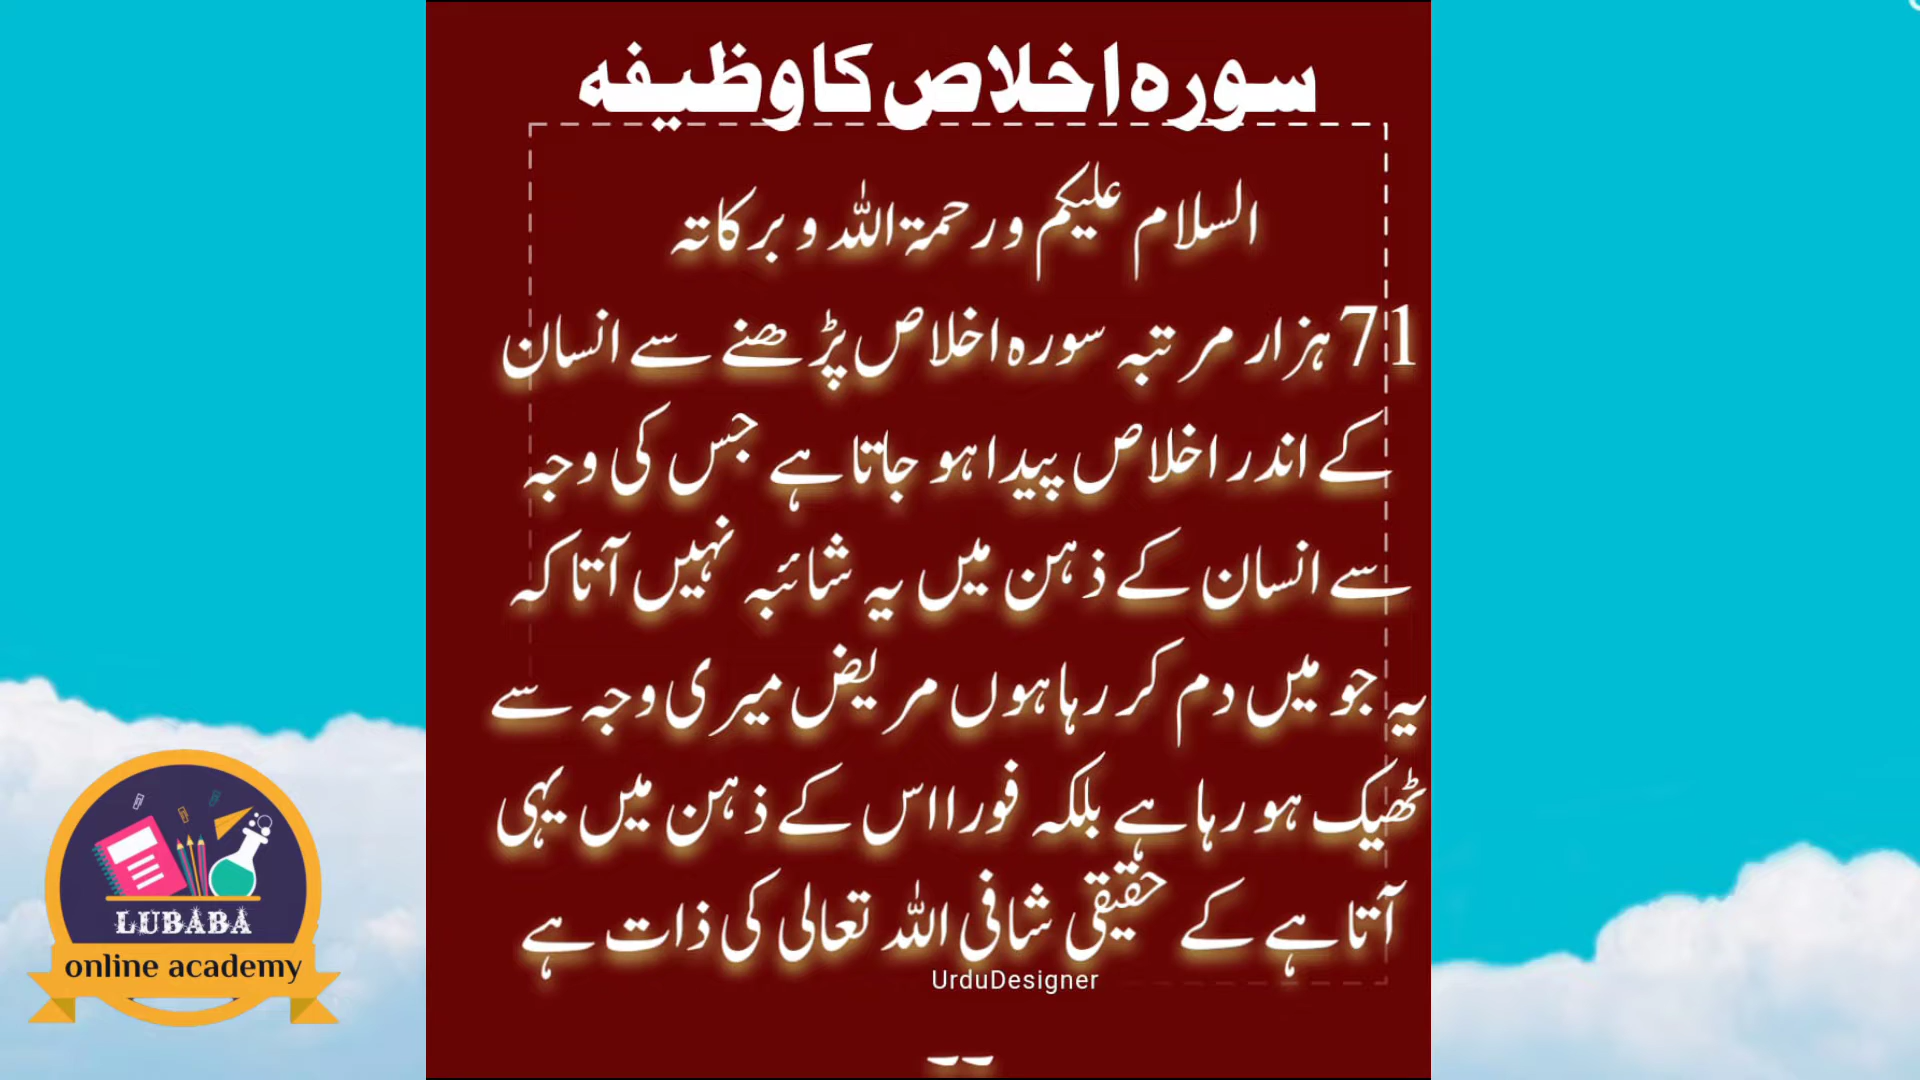 سورہ اخلاص کا وظیفہ
السلام علیکم ورحمۃ اللہ و برکاتہ
71 ہزار مرتبہ سورہ اخلاص پڑھنے سے انسان
کے اندر اخلاص پیدا ہو جاتا ہے جس کی وجہ
سے انسان کے ذہن میں یہ شائبہ نہیں آتا کہ
یہ جو میں دم کر رہا ہوں مریض میری وجہ سے
ٹھیک ہو رہا ہے بلکہ فورا اس کے ذہن میں یہی
آتا ہے کے حقیقی شافی اللہ تعالی کی ذات ہے
UrduDesigner
--
LUBABA
online academy